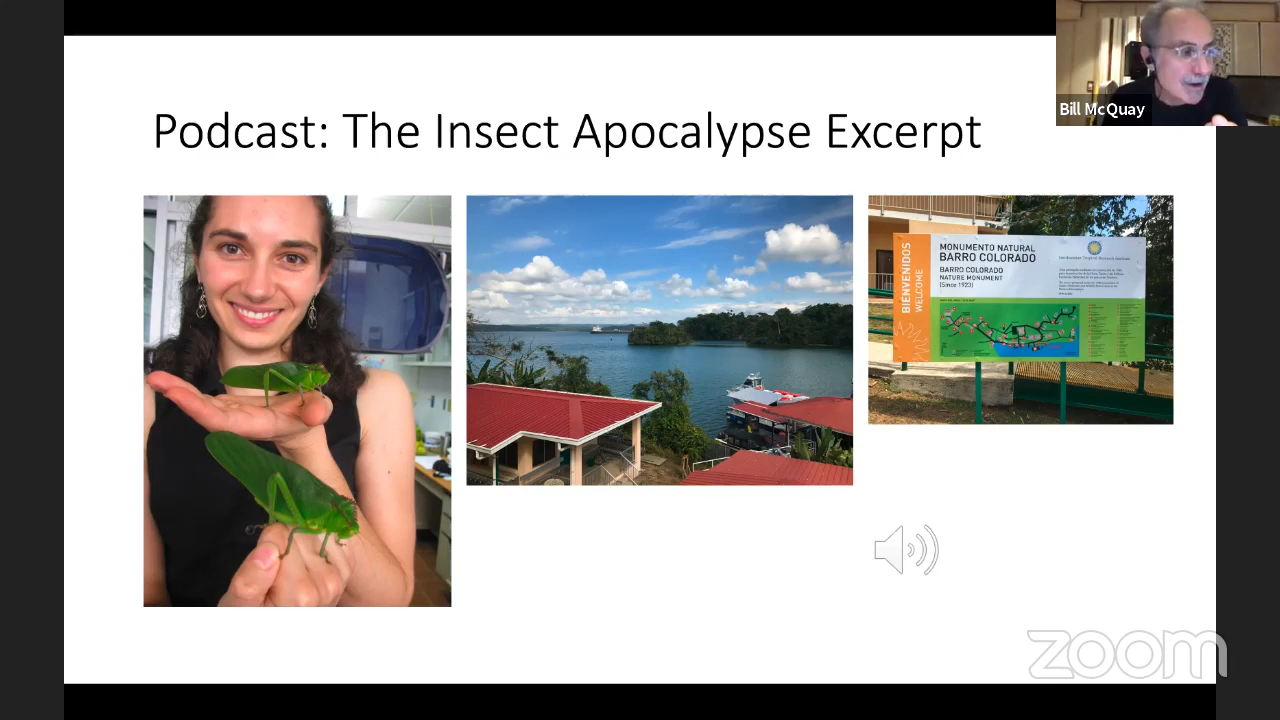 Bill McQuay
Podcast: The Insect Apocalypse Excerpt
BIENVENIDOS
WELCOME
MONUMENTO NATURAL
BARRO COLORADO
BARRO COLORADO
NATURE MONUMENT
(Since 1923)
zoom